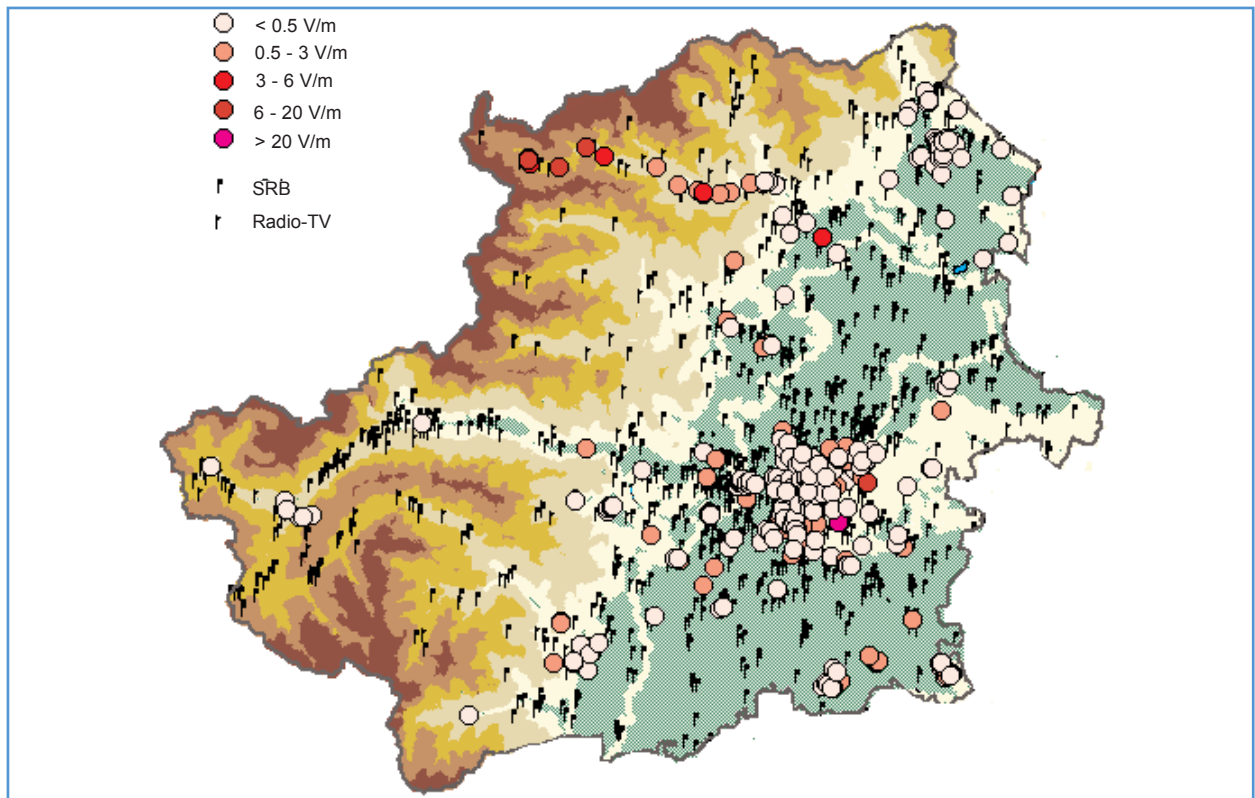 < 0.5 V/m
0.5 - 3 V/m
3 - 6 V/m
6 - 20 V/m
> 20 V/m
SRB
Radio-TV